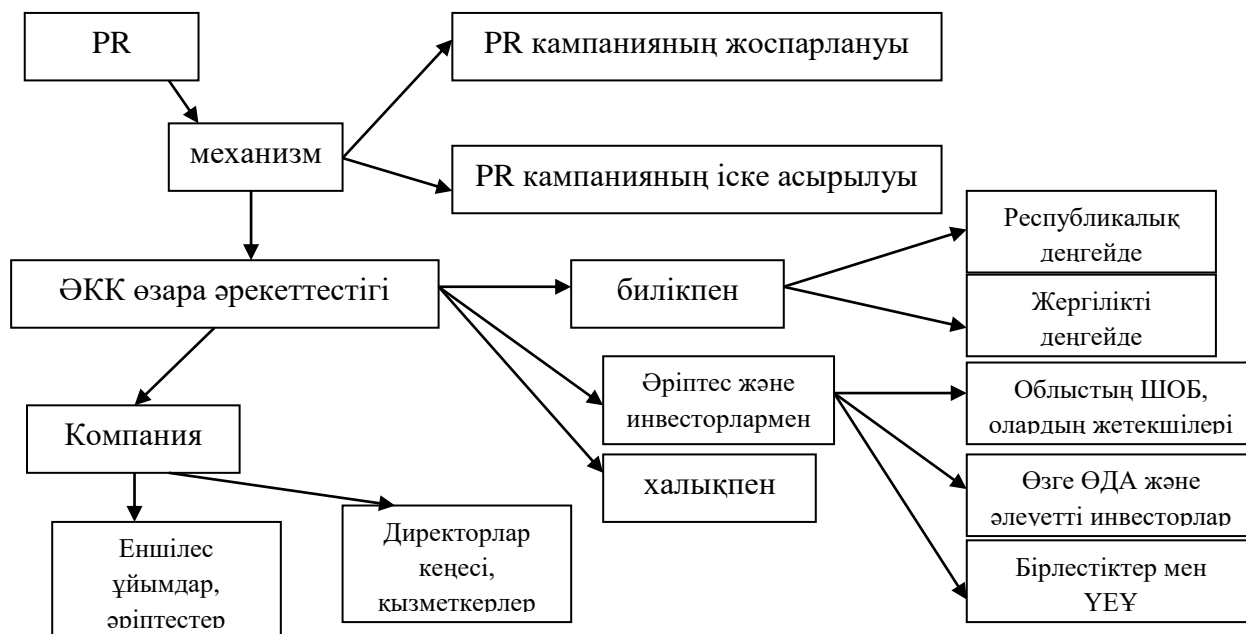 PR
PR кампанияның жоспарлануы
механизм
PR кампанияның іске асырылуы
Республикалық
деңгейде
ӘКК өзара әрекеттестігі
билікпен
Жергілікті
деңгейде
Әріптес және
инвесторлармен
Облыстың ШОБ,
олардың жетекшілері
Компания
халықпен
Өзге ӨДА және
әлеуетті инвесторлар
Еншілес
ұйымдар,
әріптестер
Директорлар
кеңесі,
қызметкерлер
Бірлестіктер мен
ҮЕҰ